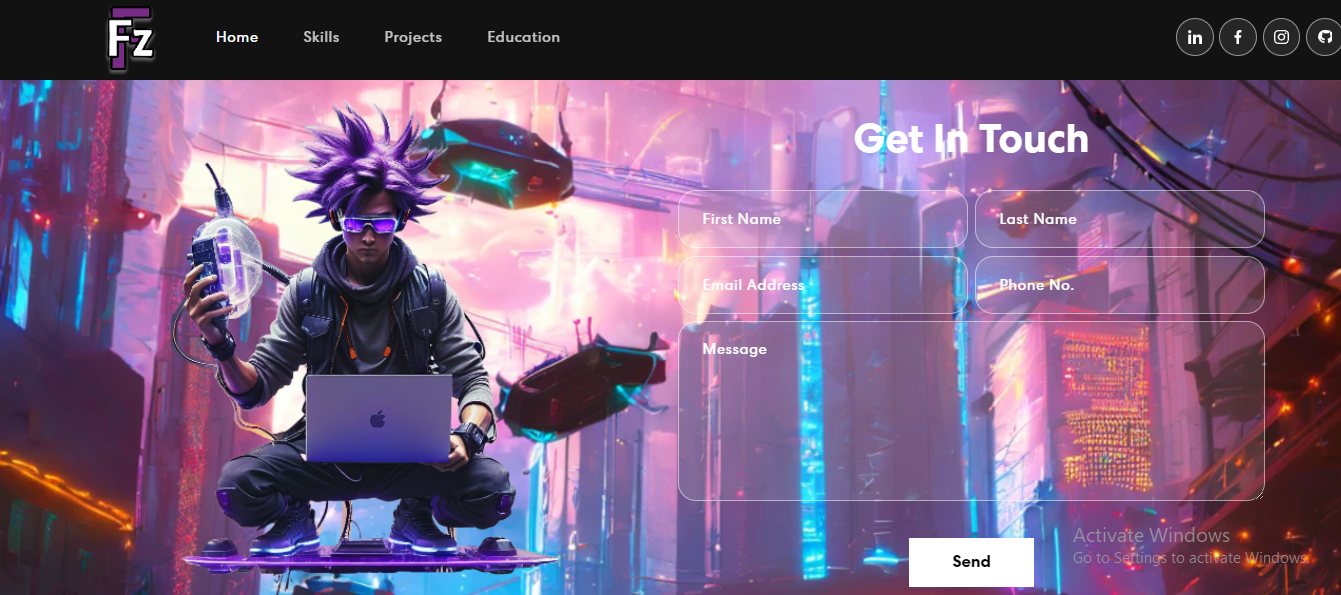 Fz
Home Skills Projects Education
Get In Touch
First Name Last Name
Email Address Phone No.
Message
Send
Activate Windows
Go to Settings to activate Windows.